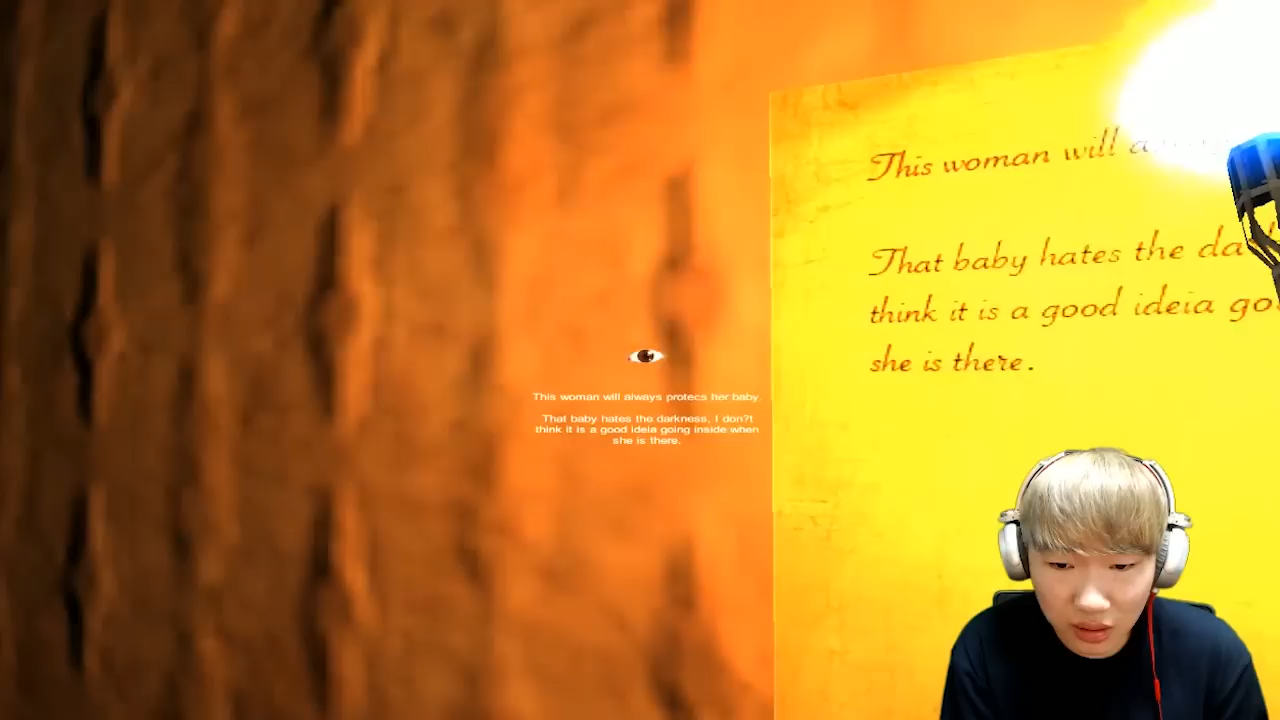 This woman will
That baby hates the da
think it is a good ideia go
she is there.
This woman will always protecs her baby.
That baby hates the darkness, I don?t
think it is a good ideia going inside when
she is there.